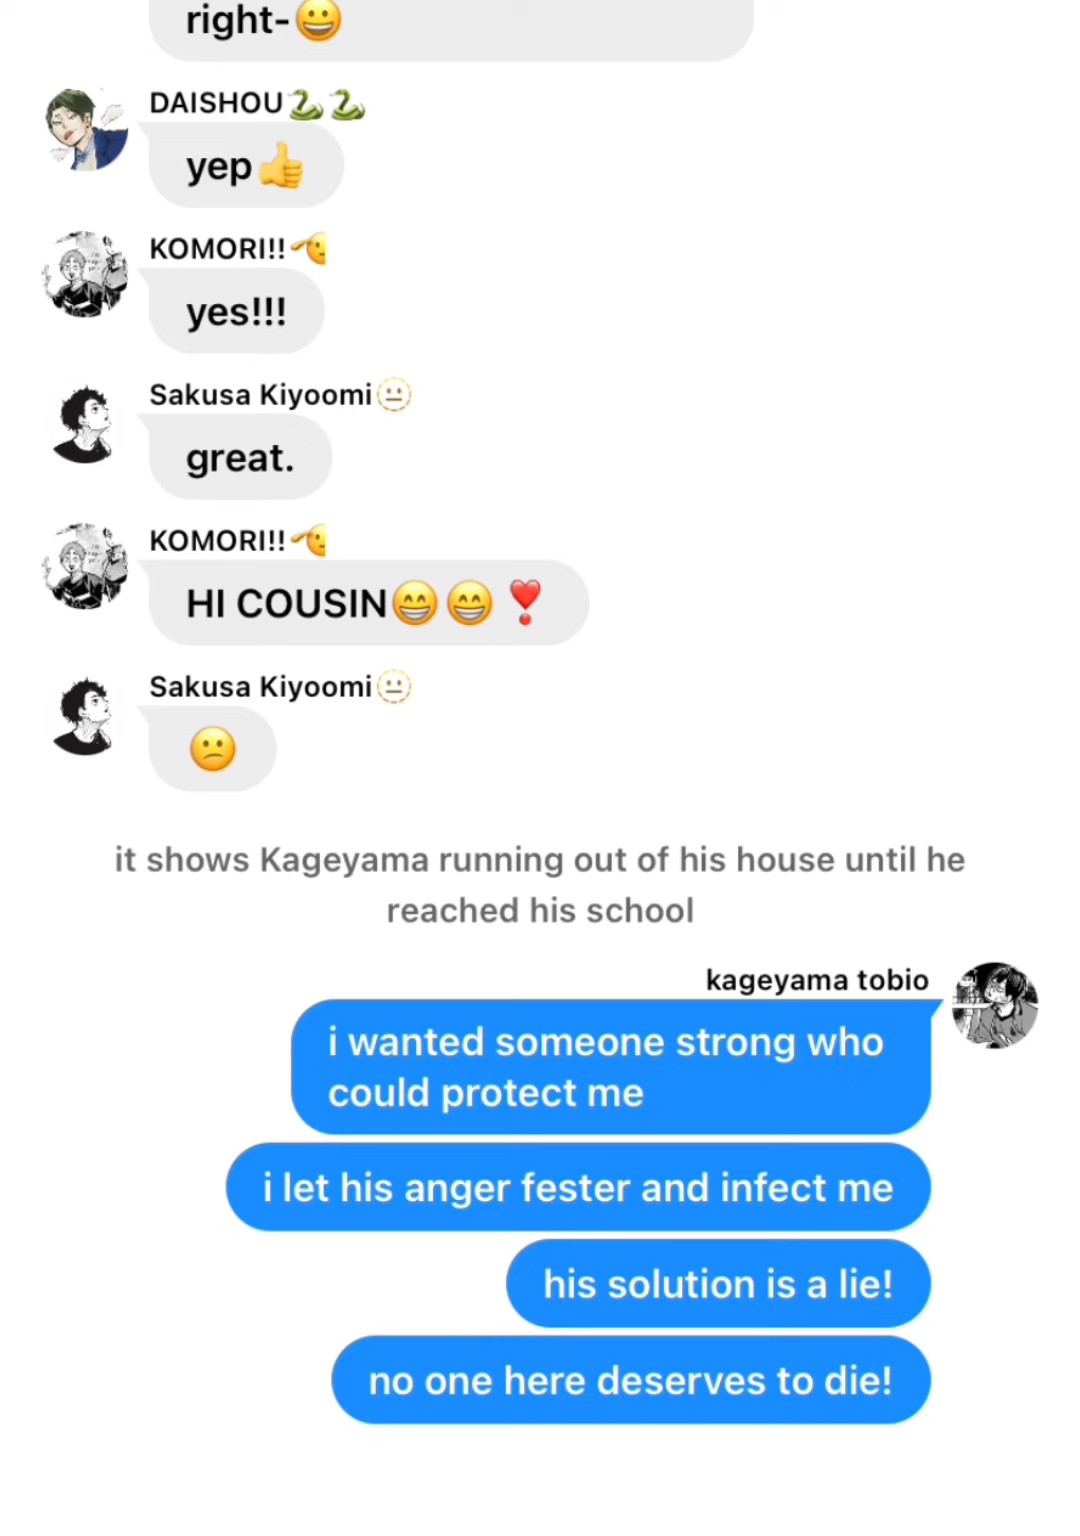 right-😀
DAISHOU🐍🐍
yep👍
KOMORI!!🫡
yes!!!
Sakusa Kiyoomi🫥
great.
KOMORI!!🫡
HI COUSIN😁😁❣️
Sakusa Kiyoomi🫥
😕
it shows Kageyama running out of his house until he
reached his school
kageyama tobio
i wanted someone strong who
could protect me
i let his anger fester and infect me
his solution is a lie!
no one here deserves to die!